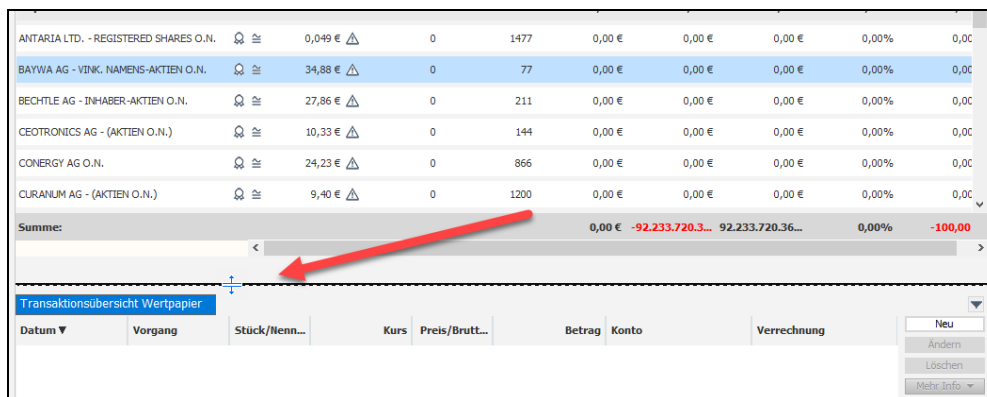 ANTARIA LTD. - REGISTERED SHARES O.N. 0,049 € 0 1477 0,00 € 0,00 € 0,00 € 0,00% 0,00
BAYWA AG - VINK. NAMENS-AKTIEN O.N. 34,88 € 0 77 0,00 € 0,00 € 0,00 € 0,00% 0,00
BECHTLE AG - INHABER-AKTIEN O.N. 27,86 € 0 211 0,00 € 0,00 € 0,00 € 0,00% 0,00
CEOTRONICS AG - (AKTIEN O.N.) 10,33 € 0 144 0,00 € 0,00 € 0,00 € 0,00% 0,00
CONERGY AG O.N. 24,23 € 0 866 0,00 € 0,00 € 0,00 € 0,00% 0,00
CURANUM AG - (AKTIEN O.N.) 9,40 € 0 1200 0,00 € 0,00 € 0,00 € 0,00% 0,00
Summe: 0,00 € -92.233.720.3... 92.233.720.36... 0,00% -100,00
Transaktionsübersicht Wertpapier
Datum Vorgang Stück/Nenn... Kurs Preis/Brutt... Betrag Konto Verrechnung
Neu
Ändern
Löschen
Mehr Info